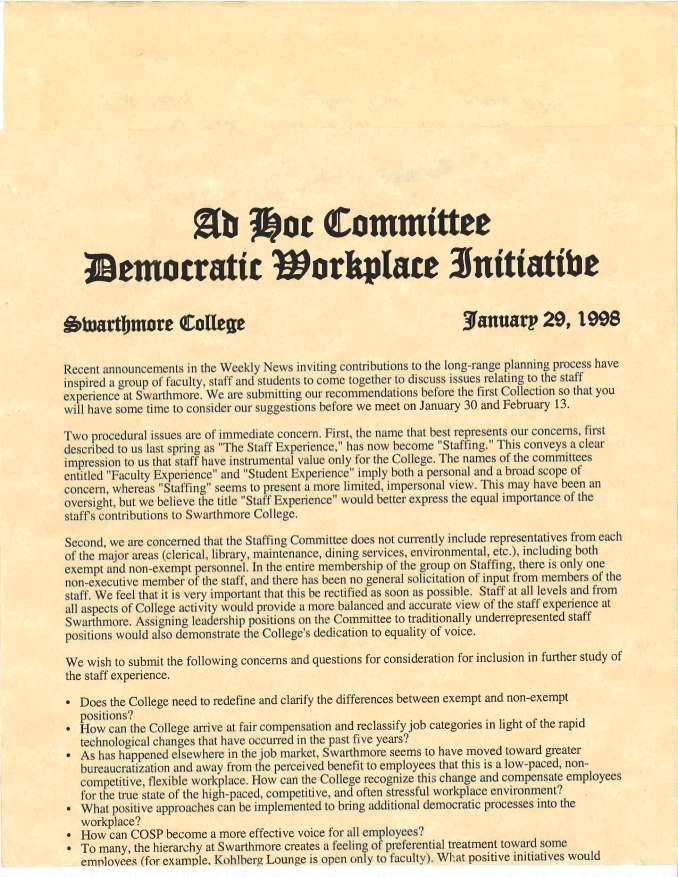 Ad Hoc Committee
Democratic Workplace Initiative
Swarthmore College January 29, 1998
Recent announcements in the Weekly News inviting contributions to the long-range planning process have
inspired a group of faculty, staff and students to come together to discuss issues relating to the staff
experience at Swarthmore. We are submitting our recommendations before the first Collection so that you
will have some time to consider our suggestions before we meet on January 30 and February 13.
Two procedural issues are of immediate concern. First, the name that best represents our concerns, first
described to us last spring as "The Staff Experience," has now become "Staffing." This conveys a clear
impression to us that staff have instrumental value only for the College. The names of the committees
entitled "Faculty Experience" and "Student Experience" imply both a personal and a broad scope of
concern, whereas "Staffing" seems to present a more limited, impersonal view. This may have been an
oversight, but we believe the title "Staff Experience" would better express the equal importance of the
staff's contributions to Swarthmore College.
Second, we are concerned that the Staffing Committee does not currently include representatives from each
of the major areas (clerical, library, maintenance, dining services, environmental, etc.), including both
exempt and non-exempt personnel. In the entire membership of the group on Staffing, there is only one
non-executive member of the staff, and there has been no general solicitation of input from members of the
staff. We feel that it is very important that this be rectified as soon as possible. Staff at all levels and from
all aspects of College activity would provide a more balanced and accurate view of the staff experience at
Swarthmore. Assigning leadership positions on the Committee to traditionally underrepresented staff
positions would also demonstrate the College's dedication to equality of voice.
We wish to submit the following concerns and questions for consideration for inclusion in further study of
the staff experience.
• Does the College need to redefine and clarify the differences between exempt and non-exempt
positions?
• How can the College arrive at fair compensation and reclassify job categories in light of the rapid
technological changes that have occurred in the past five years?
• As has happened elsewhere in the job market, Swarthmore seems to have moved toward greater
bureaucratization and away from the perceived benefit to employees that this is a low-paced, non-
competitive, flexible workplace. How can the College recognize this change and compensate employees
for the true state of the high-paced, competitive, and often stressful workplace environment?
• What positive approaches can be implemented to bring additional democratic processes into the
workplace?
• How can COSP become a more effective voice for all employees?
• To many, the hierarchy at Swarthmore creates a feeling of preferential treatment toward some
employees (for example, Kohlberg Lounge is open only to faculty). What positive initiatives would